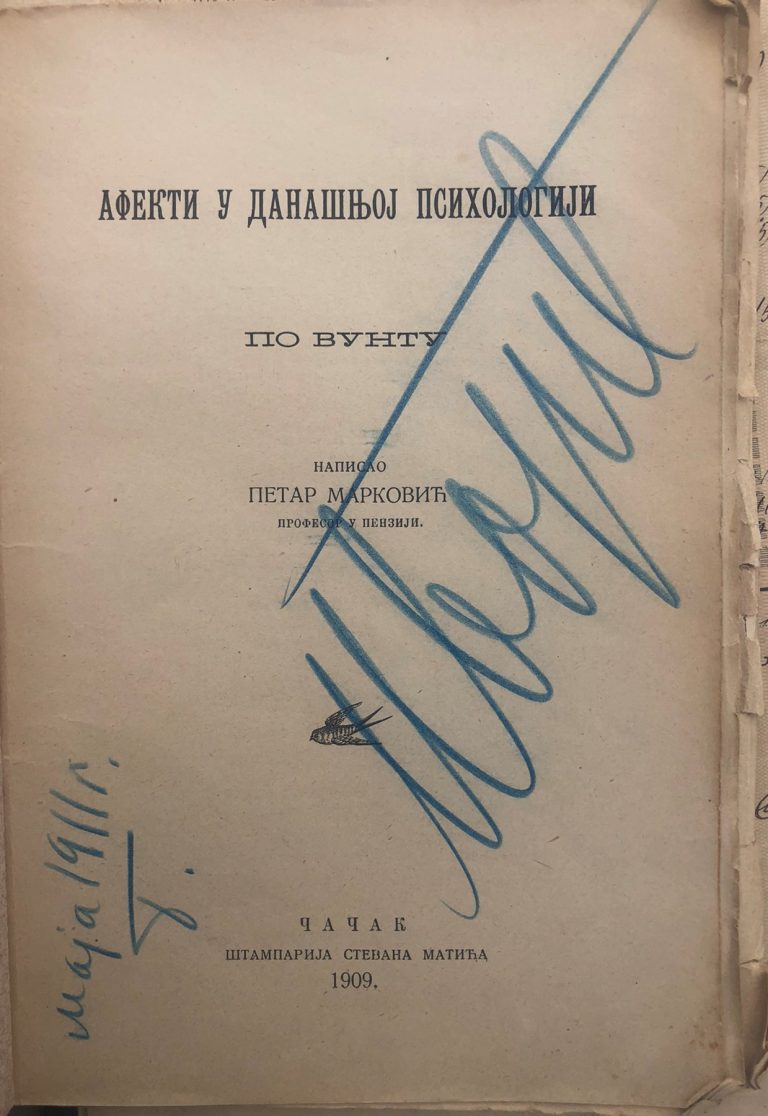 АФЕКТИ У ДАНАШЊОЈ ПСИХОЛОГИЈИ
ПО ВУНТУ
НАПИСАО
ПЕТАР МАРКОВИЋ
ПРОФЕСОР У ПЕНЗИЈИ.
ЧАЧАК
ШТАМПАРИЈА СТЕВАНА МАТИЋА
1909.
маја 1911 г.